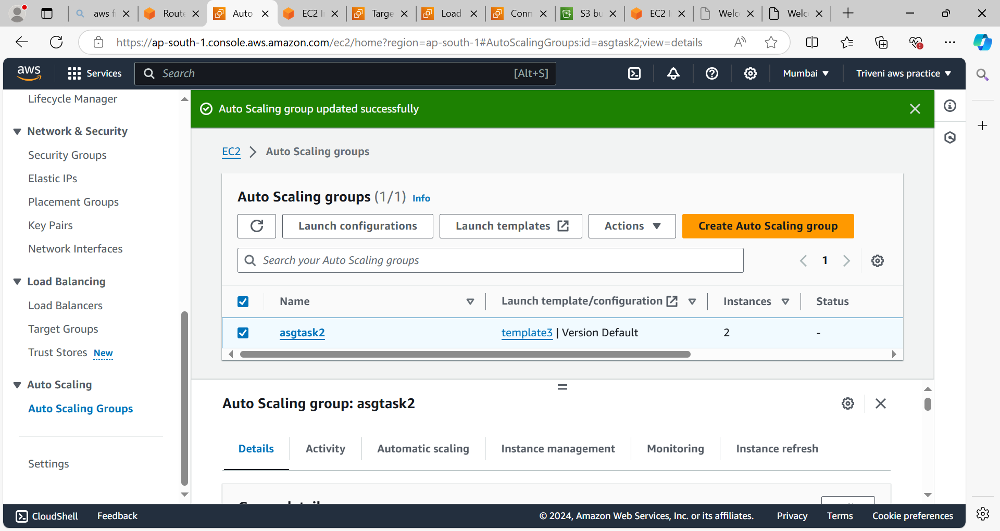 aws f
Route
Auto
EC2 I
Targe
Load
Conn
S3 bu
EC2 I
Welc
Welc
https://ap-south-1.console.aws.amazon.com/ec2/home?region=ap-south-1#AutoScalingGroups:id=asgtask2;view=details
aws
Services
Search
[Alt+S]
Mumbai
Triveni aws practice
Lifecycle Manager
Network & Security
Security Groups
Elastic IPs
Placement Groups
Key Pairs
Network Interfaces
Load Balancing
Load Balancers
Target Groups
Trust Stores New
Auto Scaling
Auto Scaling Groups
Settings
Auto Scaling group updated successfully
EC2 > Auto Scaling groups
Auto Scaling groups (1/1) Info
Launch configurations
Launch templates
Actions
Create Auto Scaling group
Search your Auto Scaling groups
1
Name
Launch template/configuration
Instances
Status
asgtask2
template3 | Version Default
2
-
Auto Scaling group: asgtask2
Details
Activity
Automatic scaling
Instance management
Monitoring
Instance refresh
CloudShell
Feedback
© 2024, Amazon Web Services, Inc. or its affiliates.
Privacy
Terms
Cookie preferences